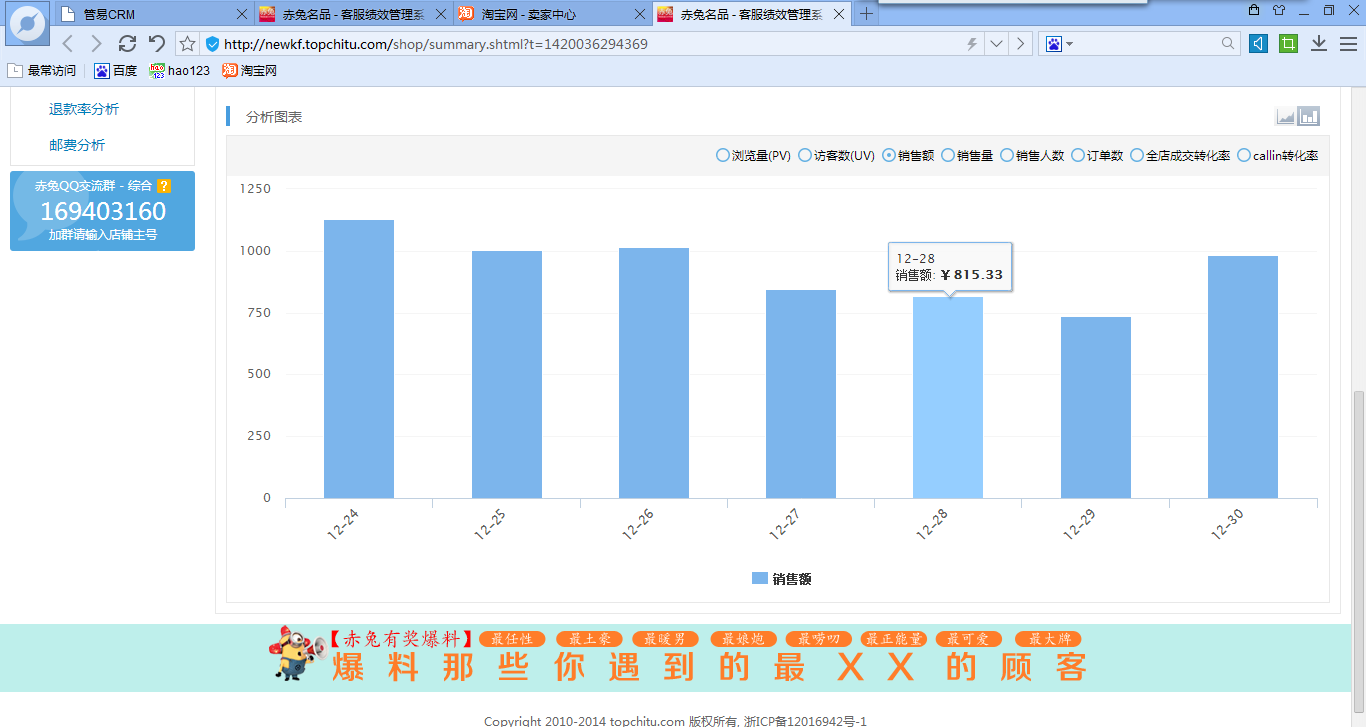 管易CRM
赤兔名品 - 客服绩效管理系
淘宝网 - 卖家中心
赤兔名品 - 客服绩效管理系
http://newkf.topchitu.com/shop/summary.shtml?t=1420036294369
最常访问 百度 hao123 淘宝网
退款率分析
邮费分析
赤兔QQ交流群 - 综合 ?
169403160
加群请输入店铺主号
分析图表
浏览量(PV) 访客数(UV) 销售额 销售量 销售人数 订单数 全店成交转化率 callin转化率
1250
1000
750
500
250
0
12-28
销售额: ¥ 815.33
12-24 12-25 12-26 12-27 12-28 12-29 12-30
销售额
【赤兔有奖爆料】 最任性 最土豪 最暖男 最娘炮 最唠叨 最正能量 最可爱 最大牌
爆料那些你遇到的最XX的顾客
Copyright 2010-2014 topchitu.com 版权所有, 浙ICP备12016942号-1